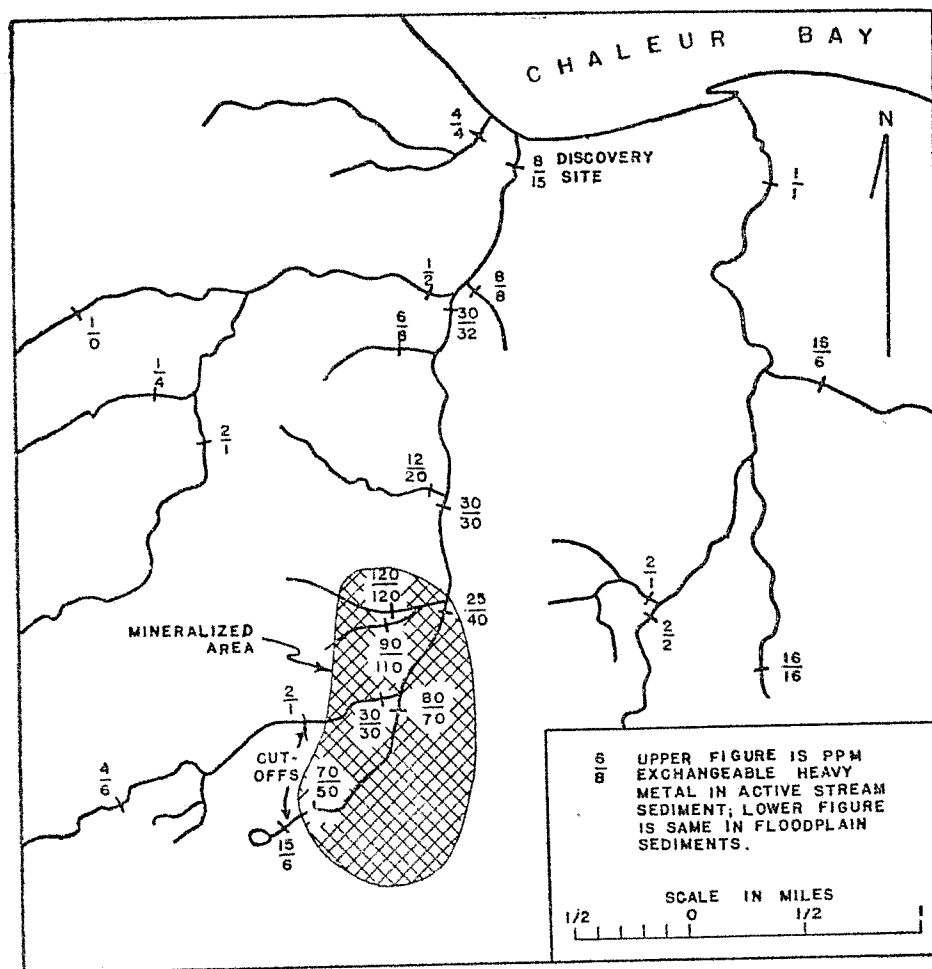 CHALEUR BAY
N
4/4
8/15 DISCOVERY
SITE
1/1
1/2
8/8
1/0
30/32
6/8
1/4
16/6
2/1
12/20
30/30
120/120
25/40
2/1
MINERALIZED
AREA
90/110
2/2
16/16
2/1
30/30
80/70
CUT-
OFFS
70/50
4/6
15/6
6/8 UPPER FIGURE IS PPM
EXCHANGEABLE HEAVY
METAL IN ACTIVE STREAM
SEDIMENT; LOWER FIGURE
IS SAME IN FLOODPLAIN
SEDIMENTS.
SCALE IN MILES
1/2 0 1/2 1